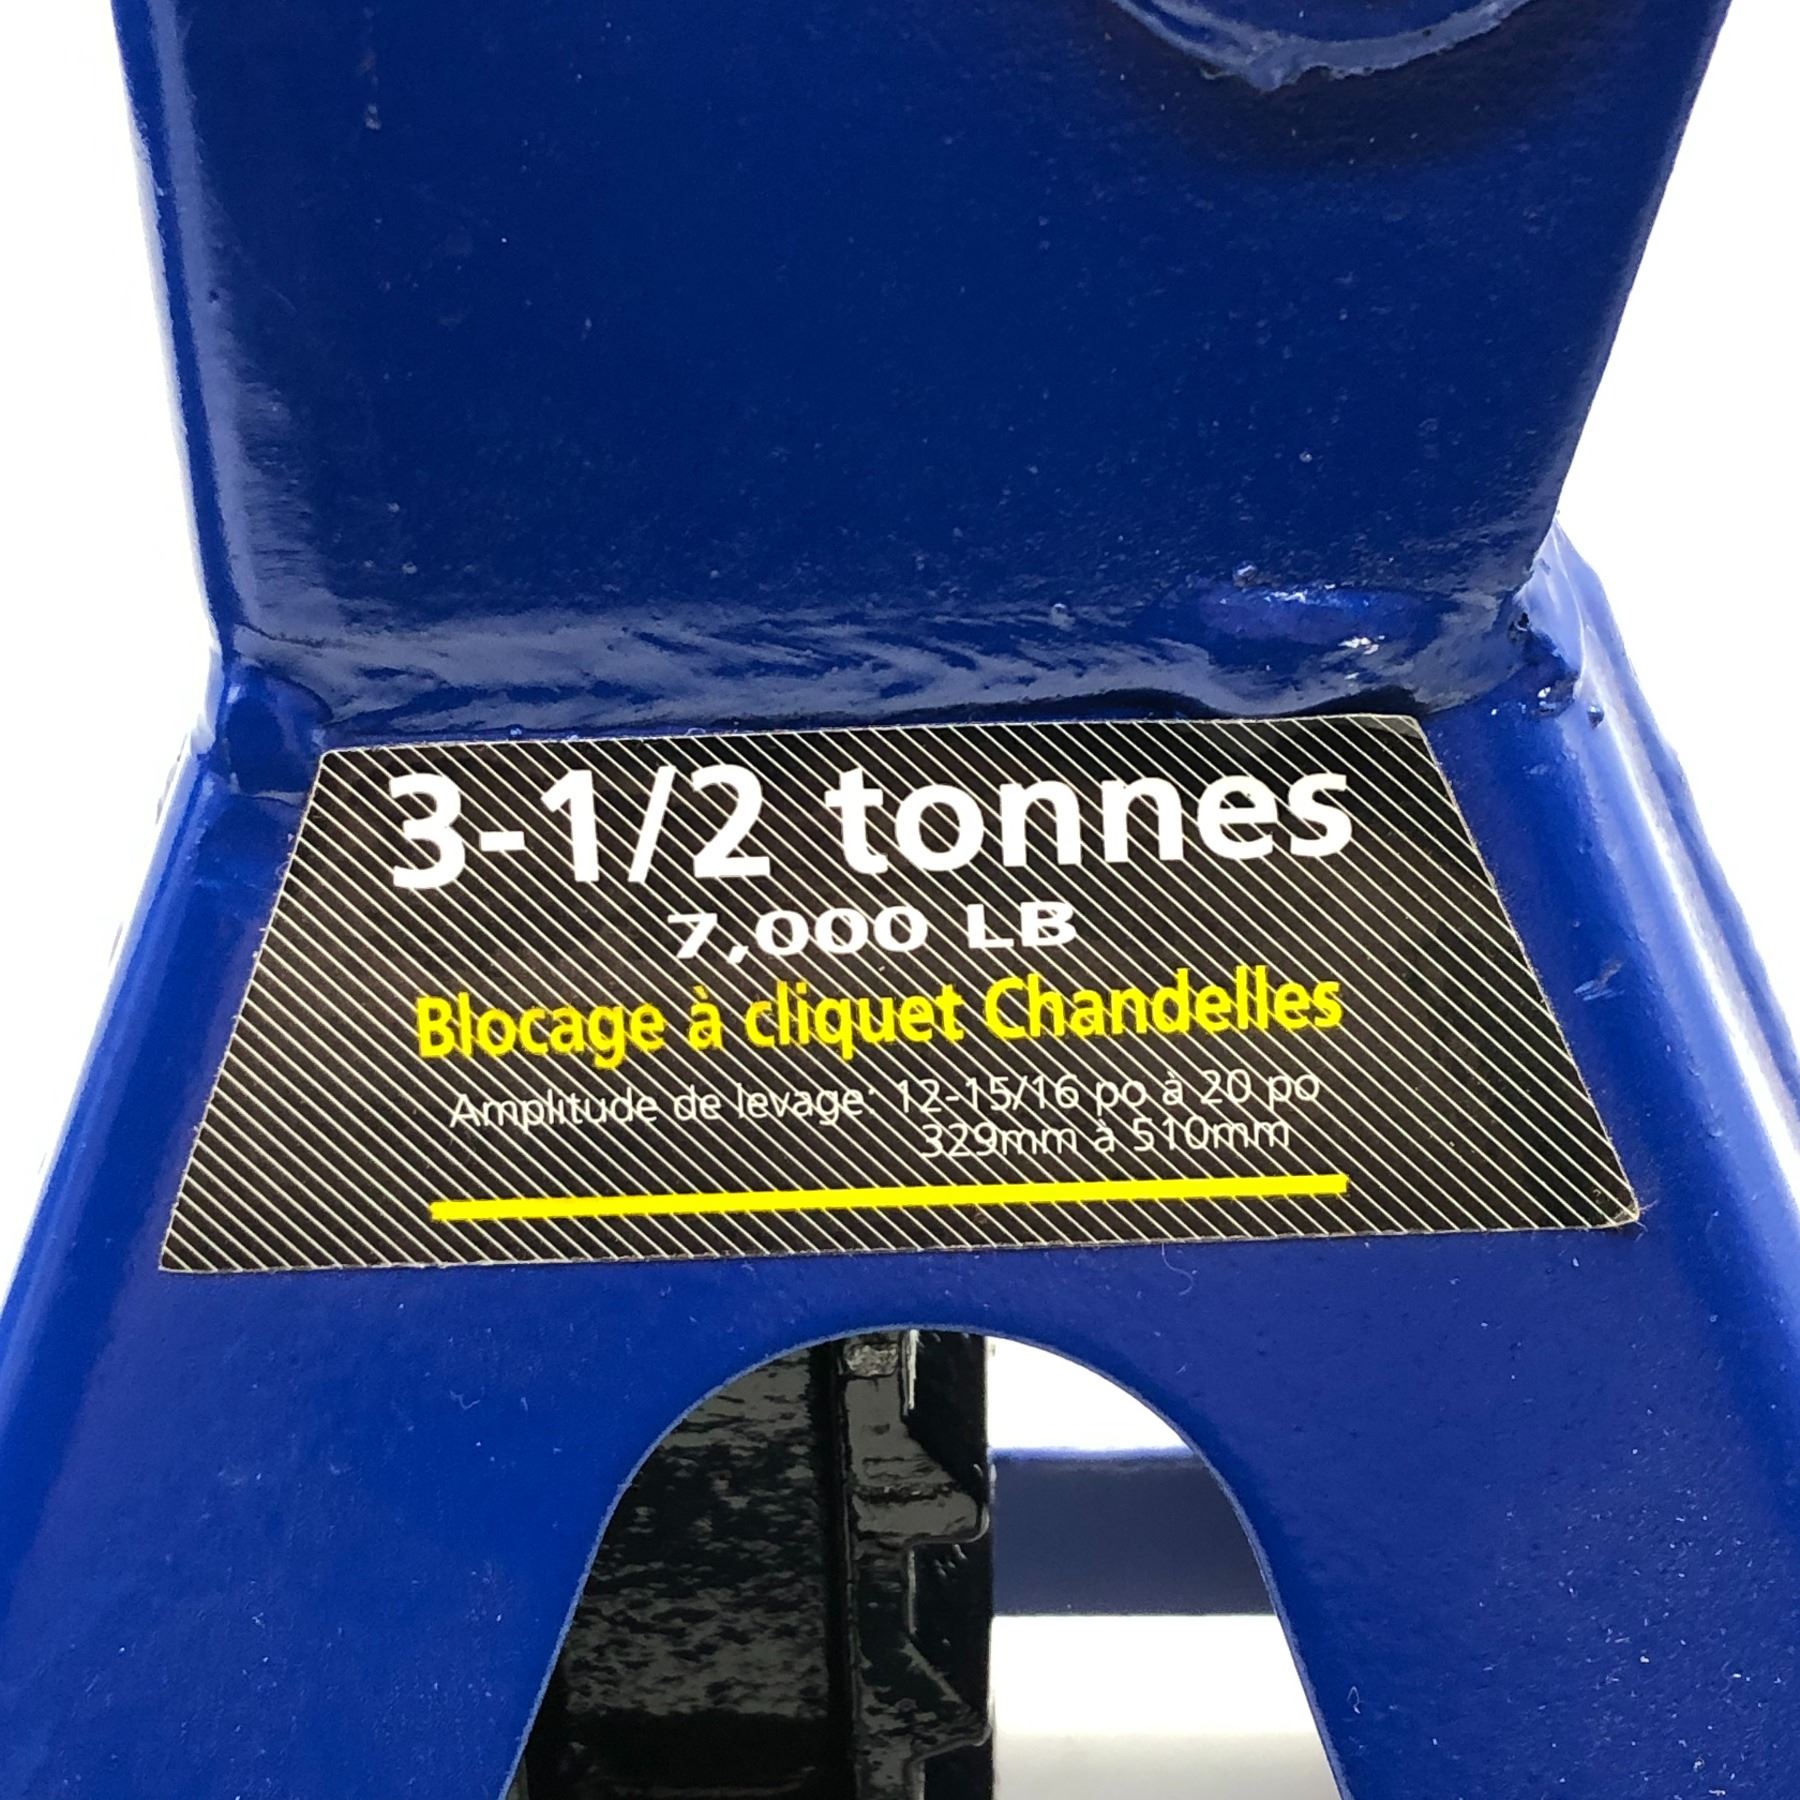 3-1/2 tonnes
7,000 LB
Blocage à cliquet Chandelles
Amplitude de levage: 12-15/16 po à 20 po
329mm à 510mm